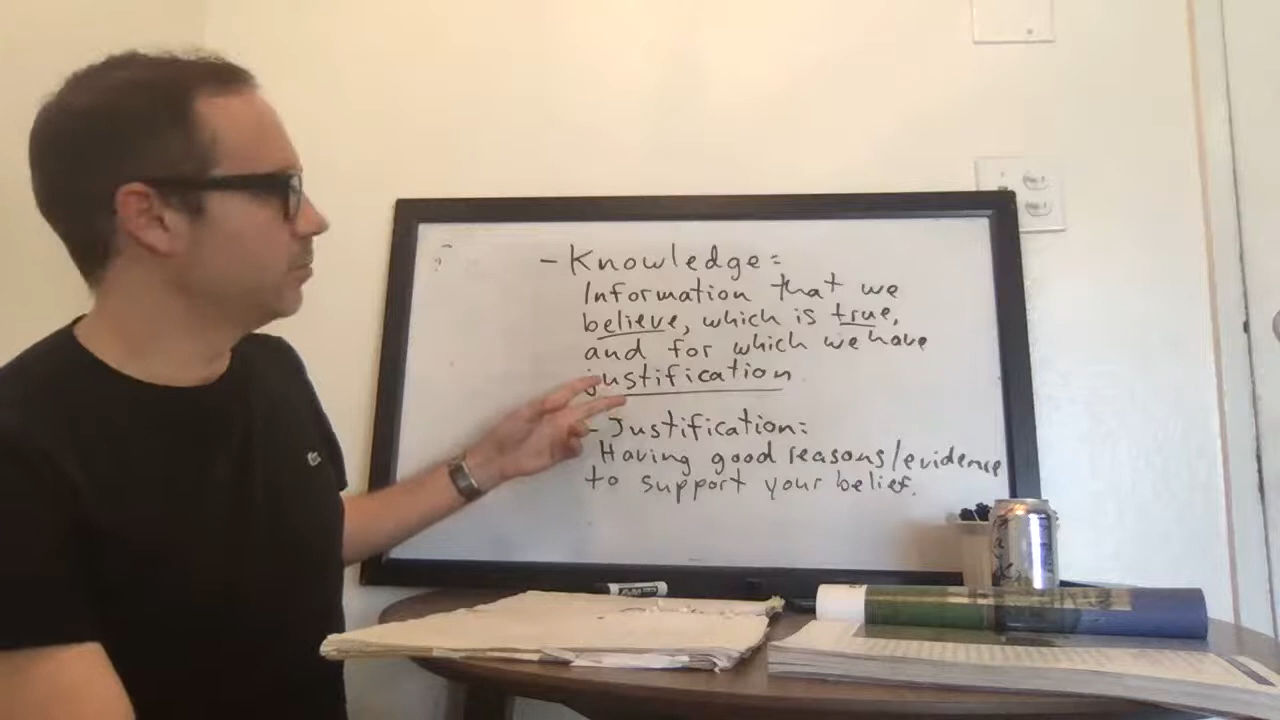 - Knowledge:
Information that we
believe, which is true,
and for which we have
justification
- Justification:
Having good reasons/evidence
to support your belief.